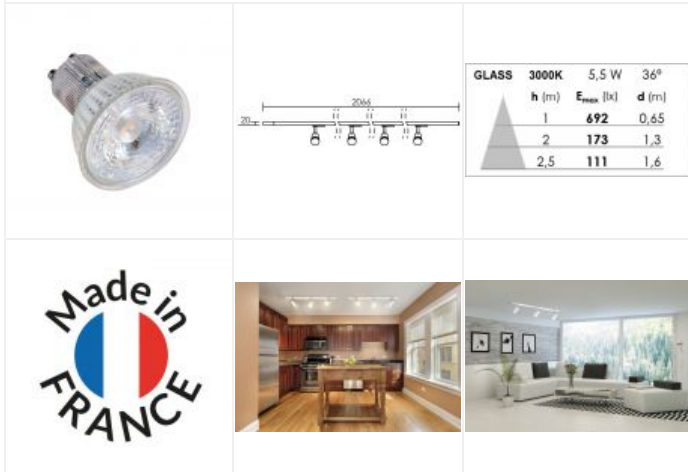 2066
20
GLASS 3000K 5,5 W 36°
h (m) Emax (lx) d (m)
1 692 0,65
2 173 1,3
2,5 111 1,6
Made in
FRANCE